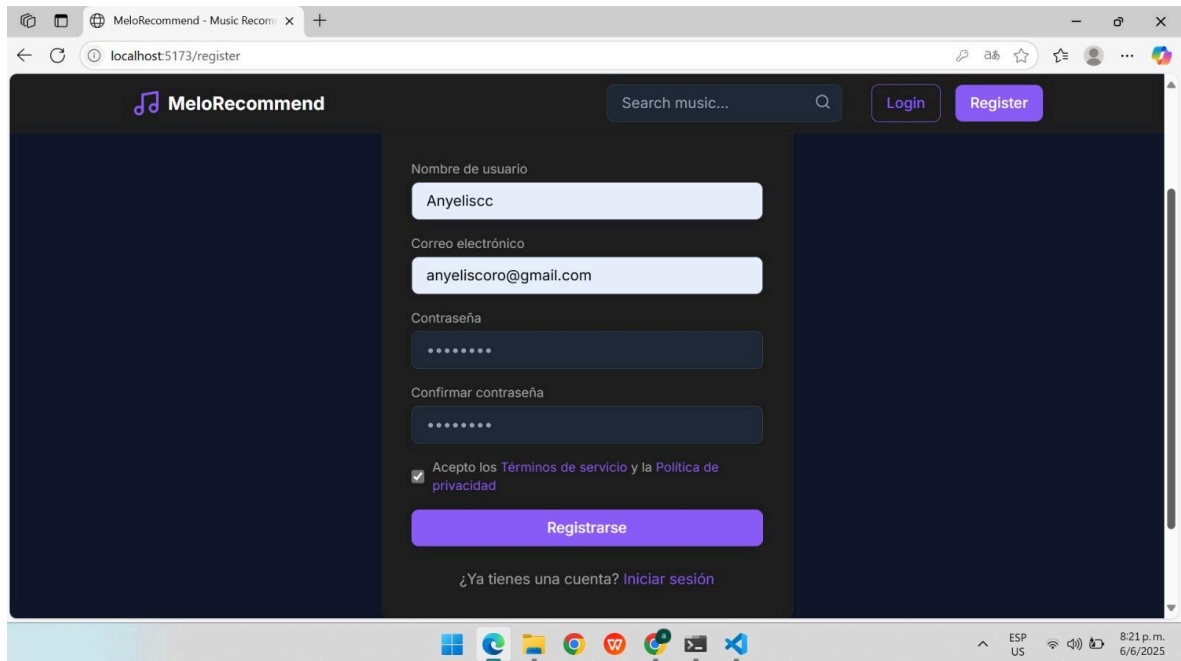 MeloRecommend - Music Recom
localhost:5173/register
MeloRecommend
Search music...
Login
Register
Nombre de usuario
Anyeliscc
Correo electrónico
anyeliscoro@gmail.com
Contraseña
••••••••
Confirmar contraseña
••••••••
Acepto los Términos de servicio y la Política de
privacidad
Registrarse
¿Ya tienes una cuenta? Iniciar sesión
ESP
US
8:21 p. m.
6/6/2025